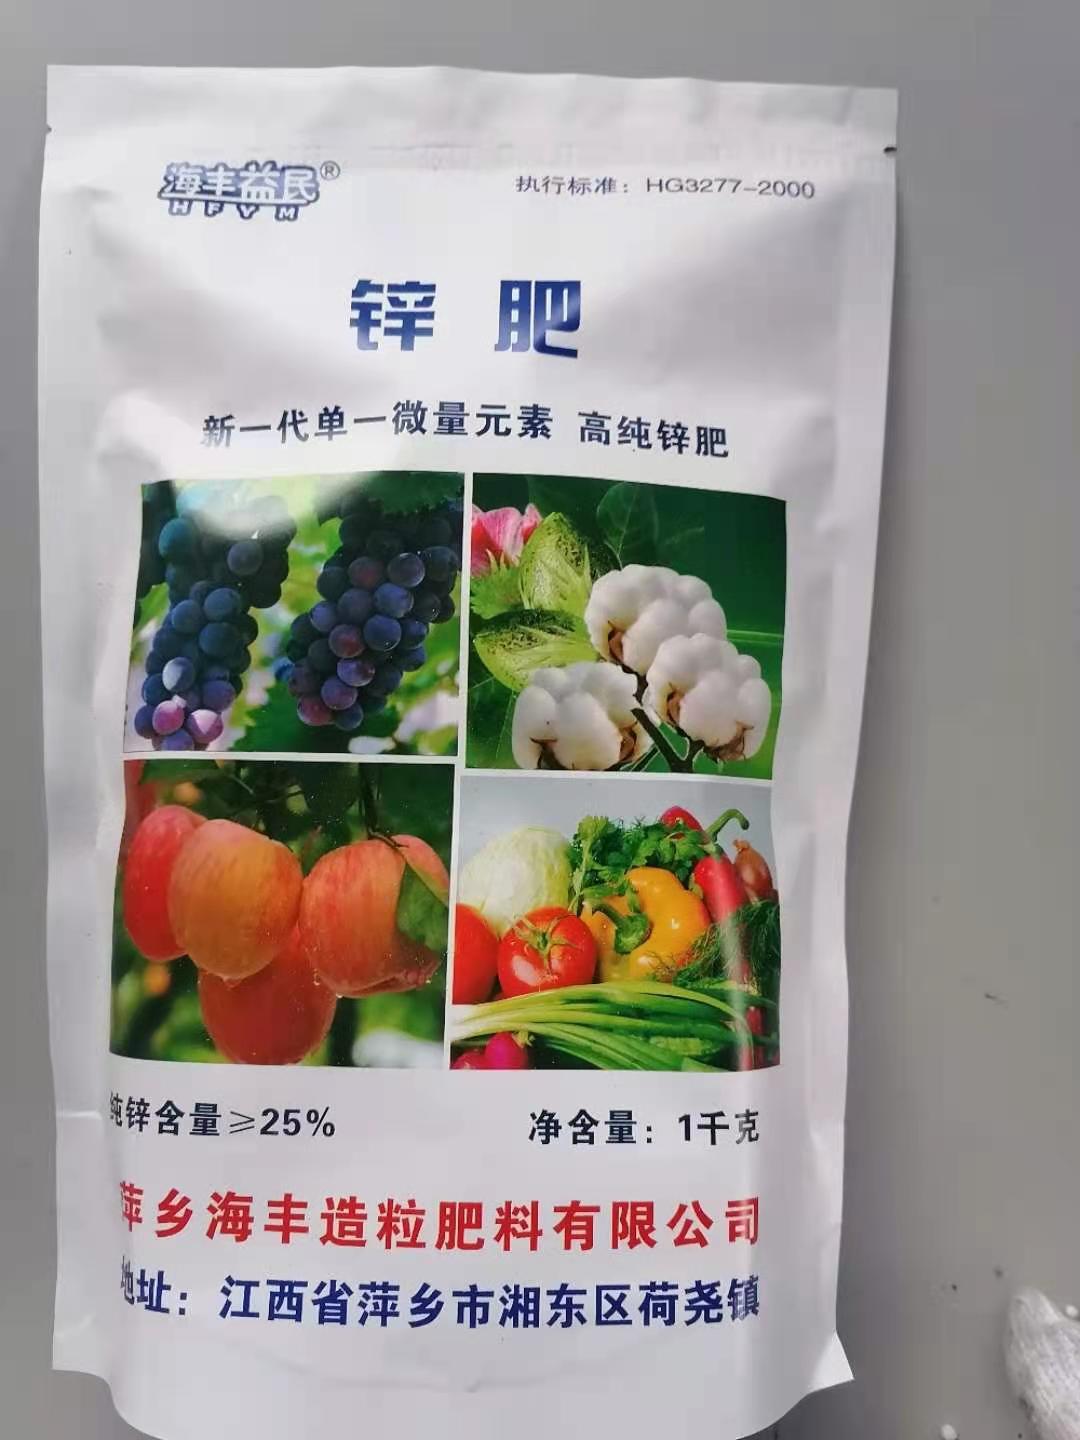 海丰益民®
HFYM
执行标准：HG3277-2000
锌肥
新一代单一微量元素 高纯锌肥
纯锌含量≥25%
净含量：1千克
萍乡海丰造粒肥料有限公司
地址：江西省萍乡市湘东区荷尧镇